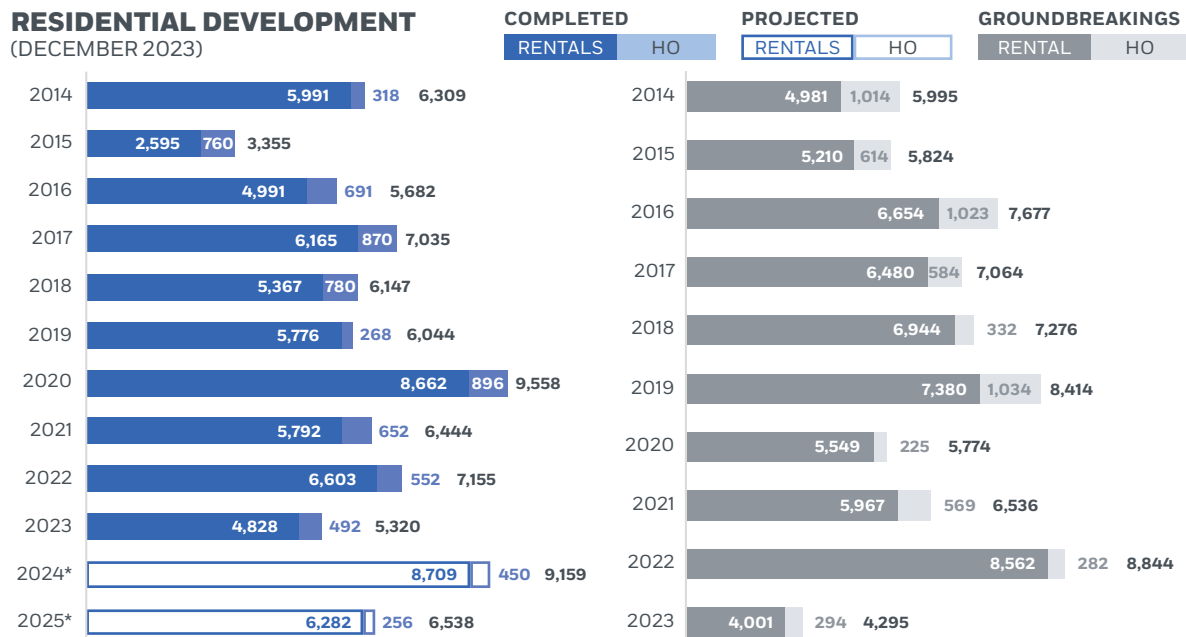 RESIDENTIAL DEVELOPMENT
(DECEMBER 2023)
COMPLETED
RENTALS HO
PROJECTED
RENTALS HO
GROUNDBREAKINGS
RENTAL HO
2014 5,991 318 6,309
2015 2,595 760 3,355
2016 4,991 691 5,682
2017 6,165 870 7,035
2018 5,367 780 6,147
2019 5,776 268 6,044
2020 8,662 896 9,558
2021 5,792 652 6,444
2022 6,603 552 7,155
2023 4,828 492 5,320
2024* 8,709 450 9,159
2025* 6,282 256 6,538
2014 4,981 1,014 5,995
2015 5,210 614 5,824
2016 6,654 1,023 7,677
2017 6,480 584 7,064
2018 6,944 332 7,276
2019 7,380 1,034 8,414
2020 5,549 225 5,774
2021 5,967 569 6,536
2022 8,562 282 8,844
2023 4,001 294 4,295